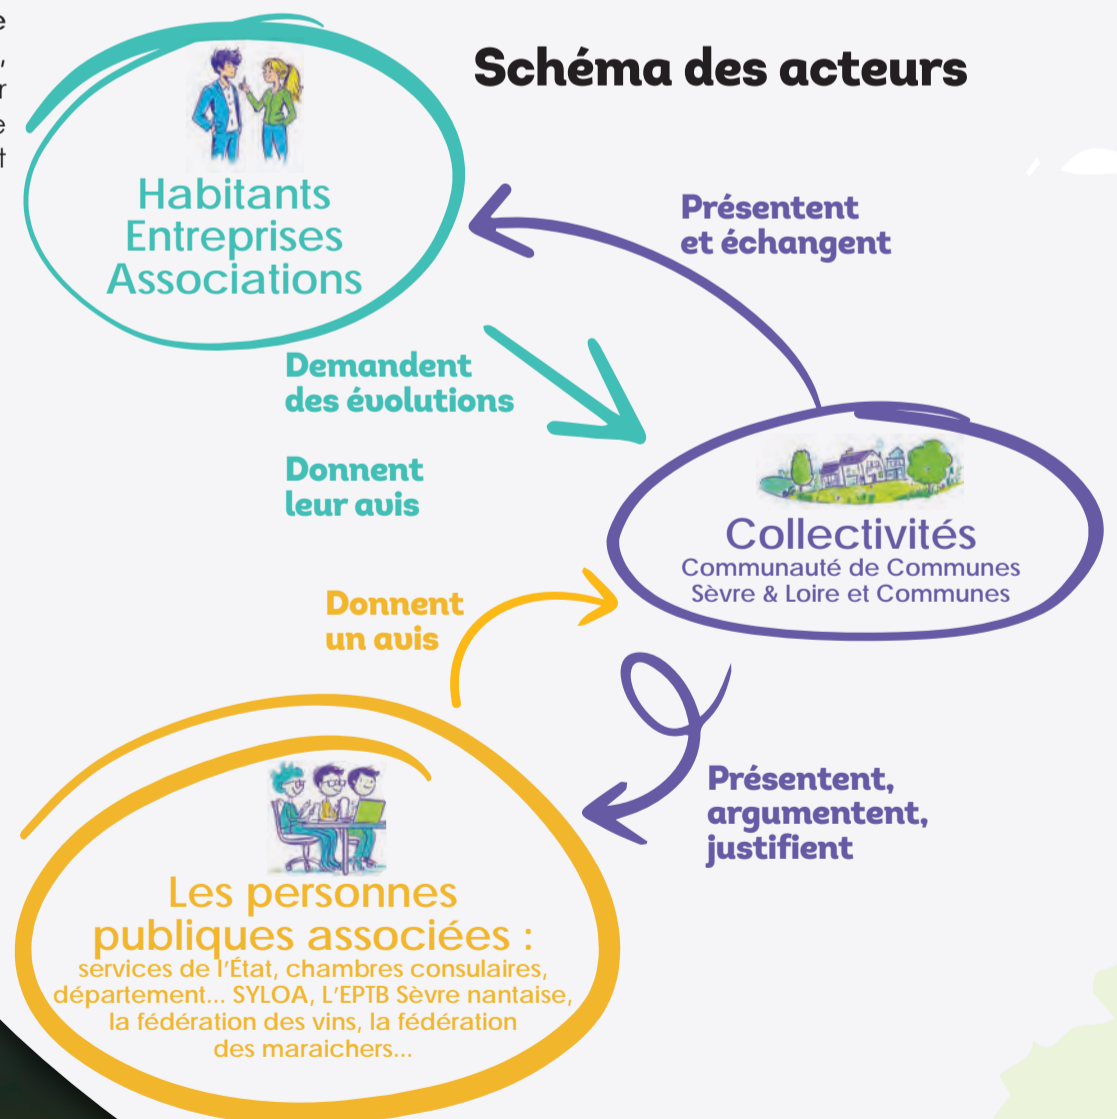 Schéma des acteurs
Habitants
Entreprises
Associations
Présentent
et échangent
Demandent
des évolutions
Donnent
leur avis
Collectivités
Communauté de Communes
Sèvre & Loire et Communes
Donnent
un avis
Présentent,
argumentent,
justifient
Les personnes
publiques associées :
services de l'État, chambres consulaires,
département... SYLOA, L'EPTB Sèvre nantaise,
la fédération des vins, la fédération
des maraichers...